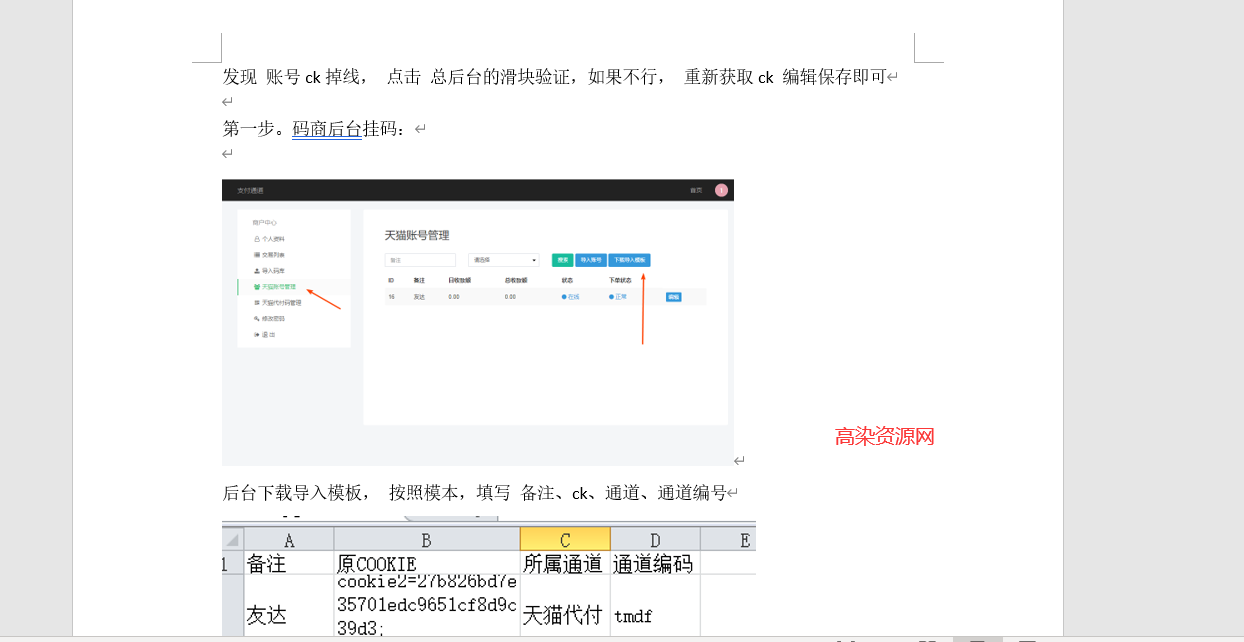 发现 账号 ck 掉线， 点击 总后台的滑块验证，如果不行， 重新获取 ck 编辑保存即可
第一步。码商后台挂码：
支付通道 首页
商户中心
个人资料
交易列表
导入码库
天猫账号管理
天猫代付码管理
修改密码
退出
天猫账号管理
备注 请选择 搜索 导入账号 下载导入模板
ID 备注 日收放额 总收放额 状态 下单状态
16 友达 0.00 0.00 在线 正常 编辑
高染资源网
后台下载导入模板， 按照模本，填写 备注、ck、通道、通道编号
A B C D E
1 备注 原COOKIE 所属通道 通道编码
cookie2=27b826bd7e
35701edc9651cf8d9c
39d3;
友达 天猫代付 tmdf